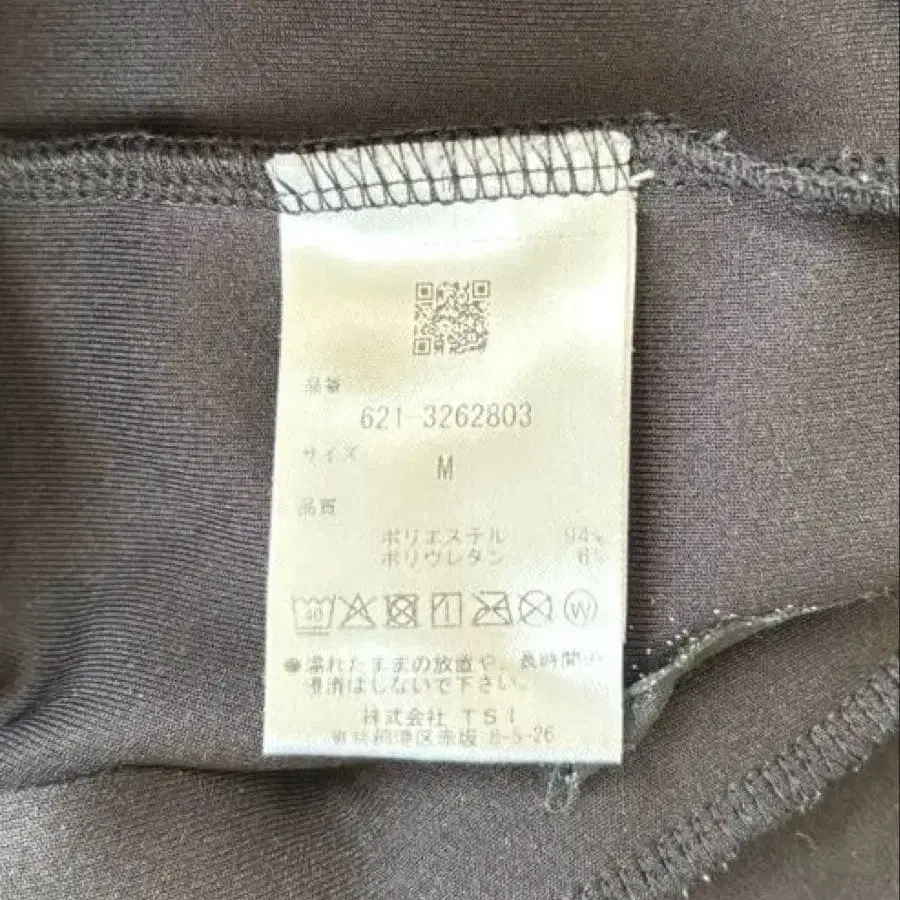 品番
621-3262803
サイズ
M
品質
ポリエステル 94%
ポリウレタン 6%
40
W
●濡れたままの放置や、長時間の
浸漬はしないで下さい。
株式会社 TSI
東京都港区赤坂 8-5-26